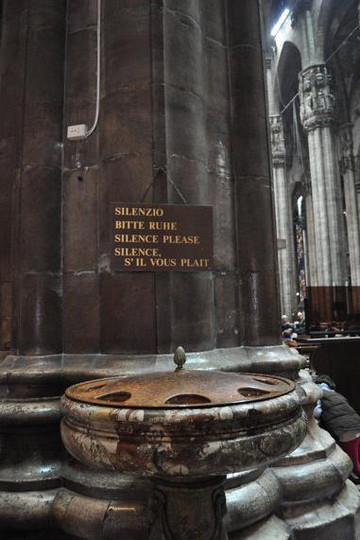 SILENZIO
BITTE RUHE
SILENCE PLEASE
SILENCE,
S' IL VOUS PLAIT